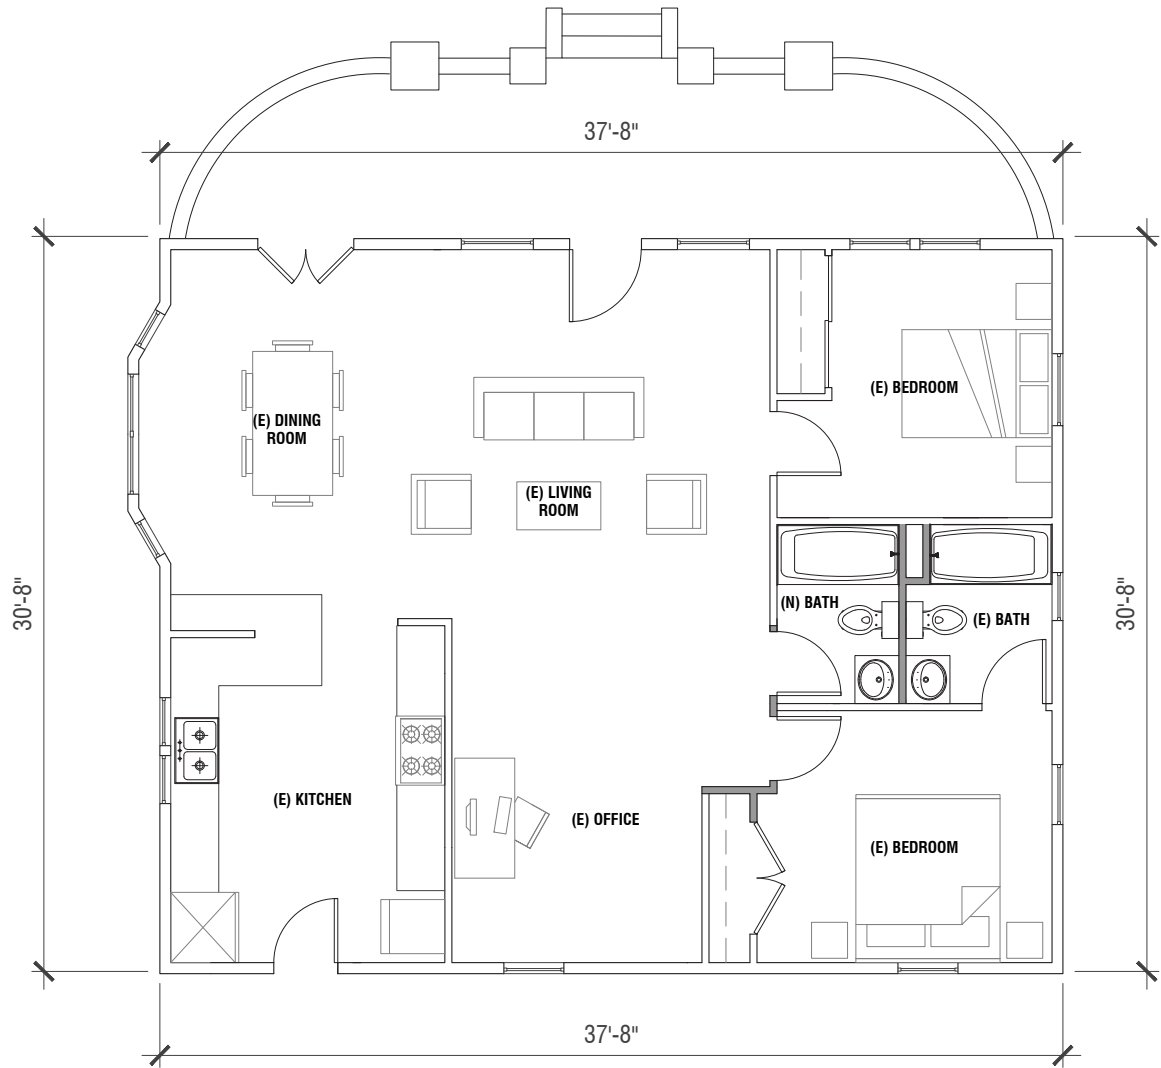 37'-8"
(E) BEDROOM
(E) DINING
ROOM
(E) LIVING
ROOM
30'-8"
30'-8"
(N) BATH
(E) BATH
(E) KITCHEN
(E) OFFICE
(E) BEDROOM
37'-8"